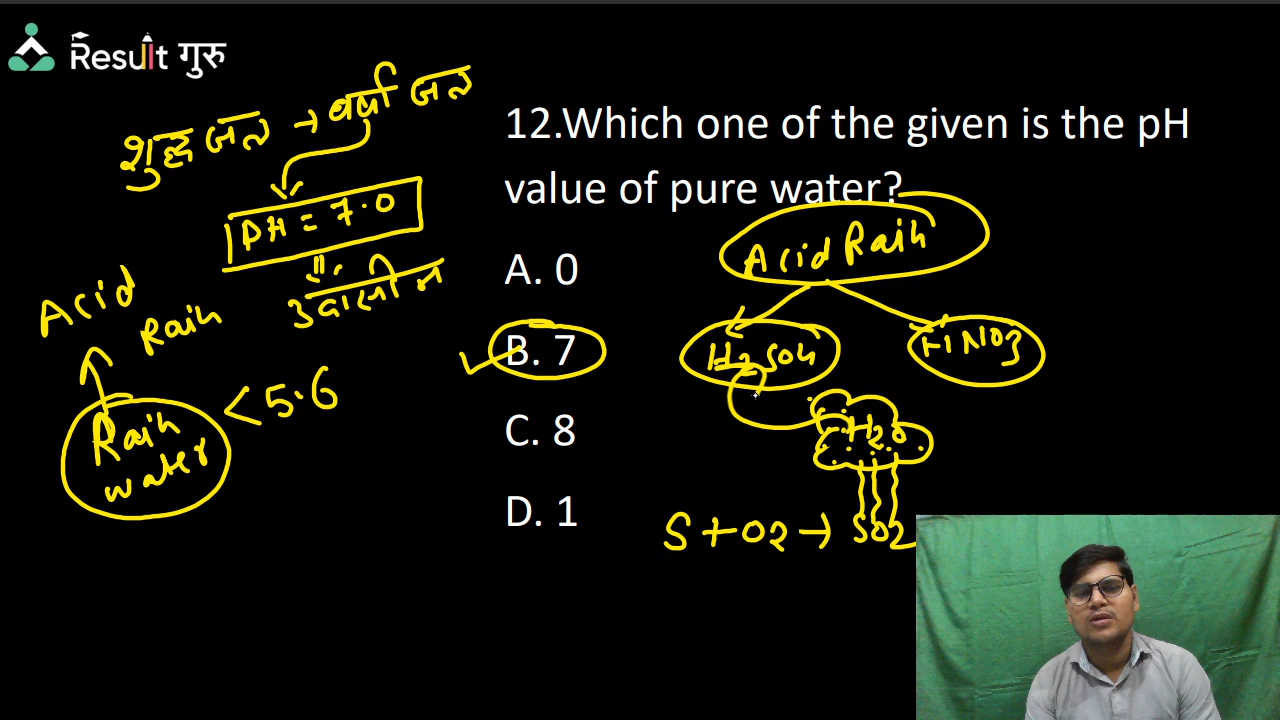 Result गुरु
शुद्ध जल → वर्षा जल
PH = 7.0
उदासीन
Acid
Rain
Rain
water
< 5.6
12.Which one of the given is the pH
value of pure water?
A. 0
B. 7
C. 8
D. 1
Acid Rain
H2SO4
HNO3
H2O
S + O2 → SO2